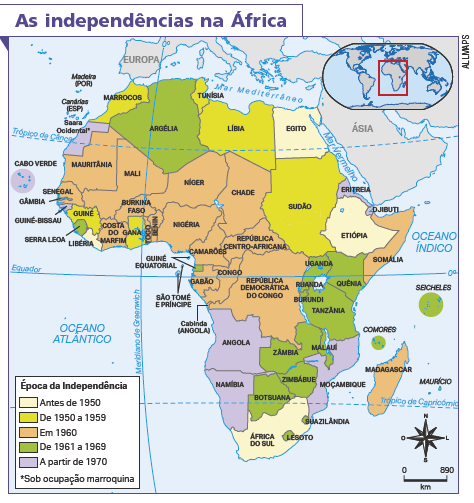 As independências na África
ALLMAPS
EUROPA
Madeira
(POR)
Mar Mediterrâneo
TUNÍSIA
MARROCOS
Canárias
(ESP)
ÁSIA
Saara
Ocidental*
ARGÉLIA
LÍBIA
EGITO
Trópico de Câncer
Mar Vermelho
CABO VERDE
MAURITÂNIA
MALI
NÍGER
CHADE
ERITREIA
SENEGAL
GÂMBIA
BURKINA
FASO
SUDÃO
DJIBUTI
GUINÉ-BISSAU
GUINÉ
COSTA
DO
MARFIM
GANA
TOGO
BENIN
NIGÉRIA
OCEANO
ÍNDICO
SERRA LEOA
LIBÉRIA
REPÚBLICA
CENTRO-AFRICANA
ETIÓPIA
CAMARÕES
SOMÁLIA
GUINÉ
EQUATORIAL
UGANDA
Equador
0°
CONGO
GABÃO
REPÚBLICA
DEMOCRÁTICA
DO CONGO
RUANDA
QUÊNIA
SEICHELES
SÃO TOMÉ
E PRÍNCIPE
BURUNDI
TANZÂNIA
Meridiano de Greenwich
Cabinda
(ANGOLA)
OCEANO
ATLÂNTICO
COMORES
ANGOLA
MALAUÍ
ZÂMBIA
MADAGASCAR
NAMÍBIA
ZIMBÁBUE
MOÇAMBIQUE
MAURÍCIO
BOTSUANA
Trópico de Capricórnio
SUAZILÂNDIA
ÁFRICA
DO SUL
LESOTO
Época da Independência
Antes de 1950
De 1950 a 1959
Em 1960
De 1961 a 1969
A partir de 1970
*Sob ocupação marroquina
N
O
L
S
0
890
km